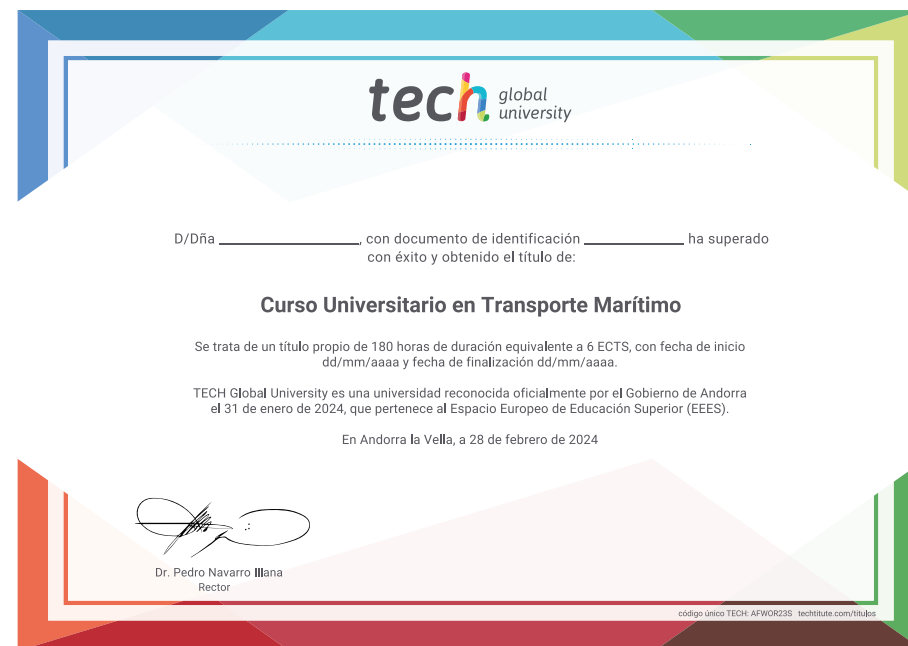 tech global university
D/Dña ________________, con documento de identificación ____________ ha superado
con éxito y obtenido el título de:
Curso Universitario en Transporte Marítimo
Se trata de un título propio de 180 horas de duración equivalente a 6 ECTS, con fecha de inicio
dd/mm/aaaa y fecha de finalización dd/mm/aaaa.
TECH Global University es una universidad reconocida oficialmente por el Gobierno de Andorra
el 31 de enero de 2024, que pertenece al Espacio Europeo de Educación Superior (EEES).
En Andorra la Vella, a 28 de febrero de 2024
Dr. Pedro Navarro Illana
Rector
código único TECH: AFWOR23S techtitute.com/titulos